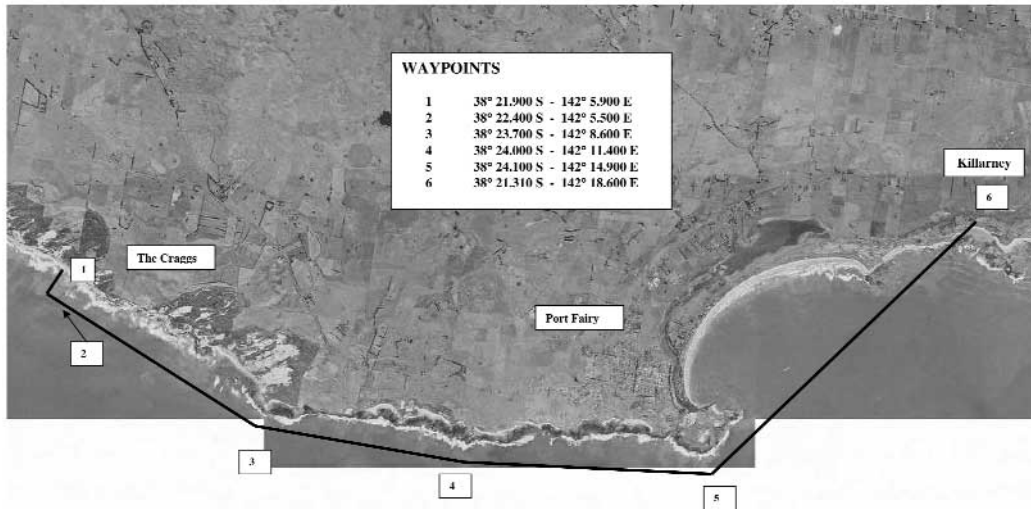 WAYPOINTS
1 38° 21.900 S - 142° 5.900 E
2 38° 22.400 S - 142° 5.500 E
3 38° 23.700 S - 142° 8.600 E
4 38° 24.000 S - 142° 11.400 E
5 38° 24.100 S - 142° 14.900 E
6 38° 21.310 S - 142° 18.600 E
Killarney
6
The Craggs
1
Port Fairy
2
3
4
5